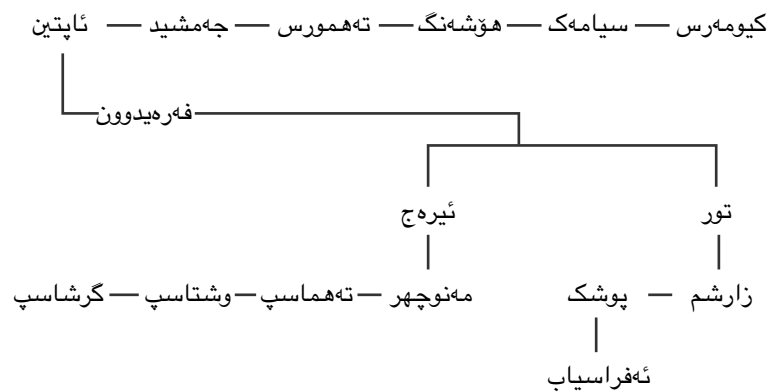 کیومەرس سیامەک هۆشەنگ تەهمورس جەمشید ئاپتین
فەرەیدوون
تور ئیرەج
زارشم پوشک مەنوچهر تەهماسپ وشتاسپ گرشاسپ
ئەفراسیاب